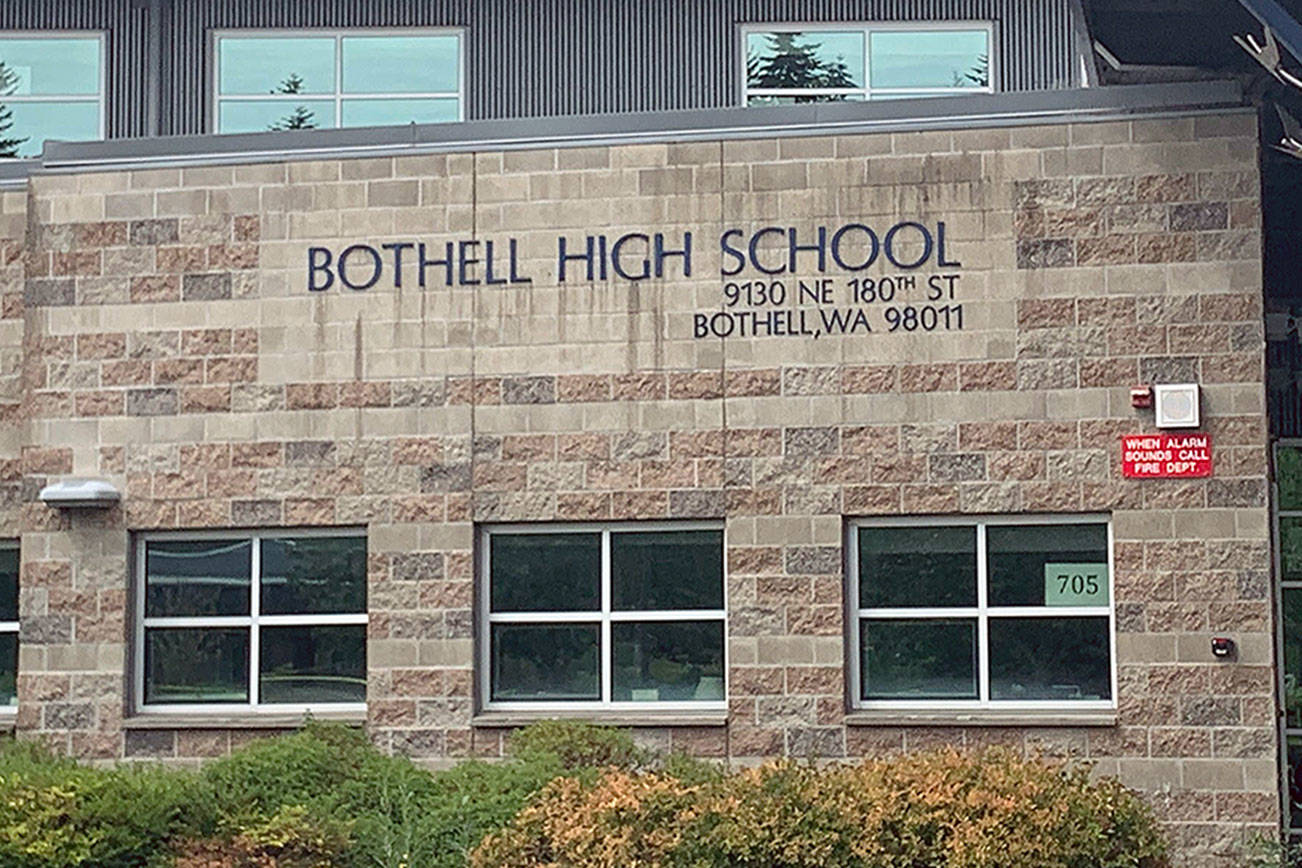 BOTHELL HIGH SCHOOL
9130 NE 180TH ST
BOTHELL,WA 98011
WHEN ALARM
SOUNDS CALL
FIRE DEPT.
705